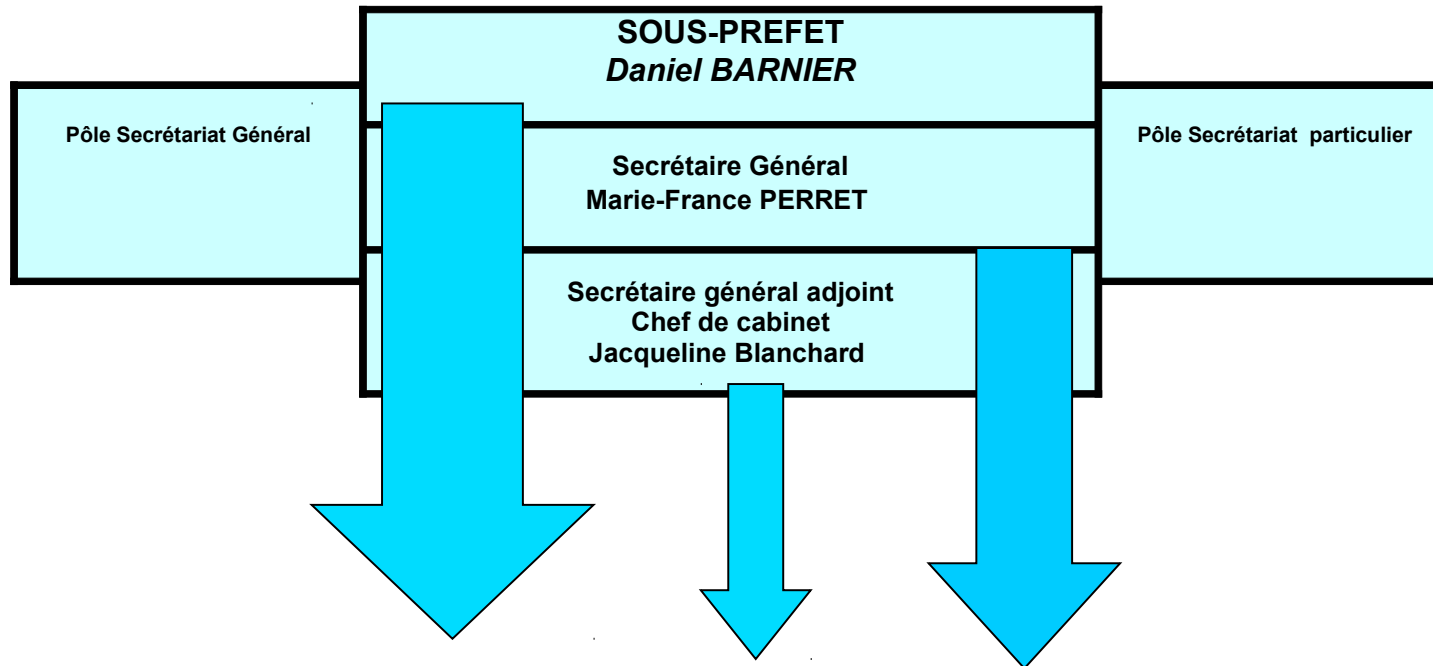 SOUS-PREFET
Daniel BARNIER
Pôle Secrétariat Général
Pôle Secrétariat particulier
Secrétaire Général
Marie-France PERRET
Secrétaire général adjoint
Chef de cabinet
Jacqueline Blanchard